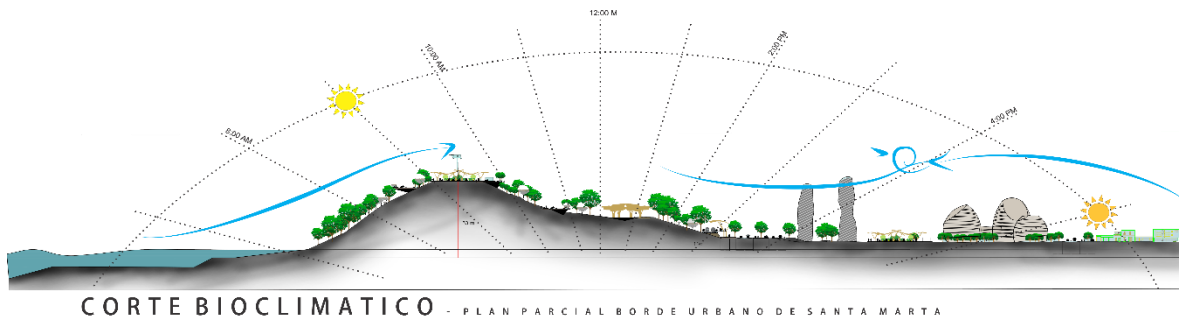 12:00 M
10:00 AM
2:00 PM
8:00 AM
4:00 PM
CORTE BIOCLIMATICO - PLAN PARCIAL BORDE URBANO DE SANTA MARTA